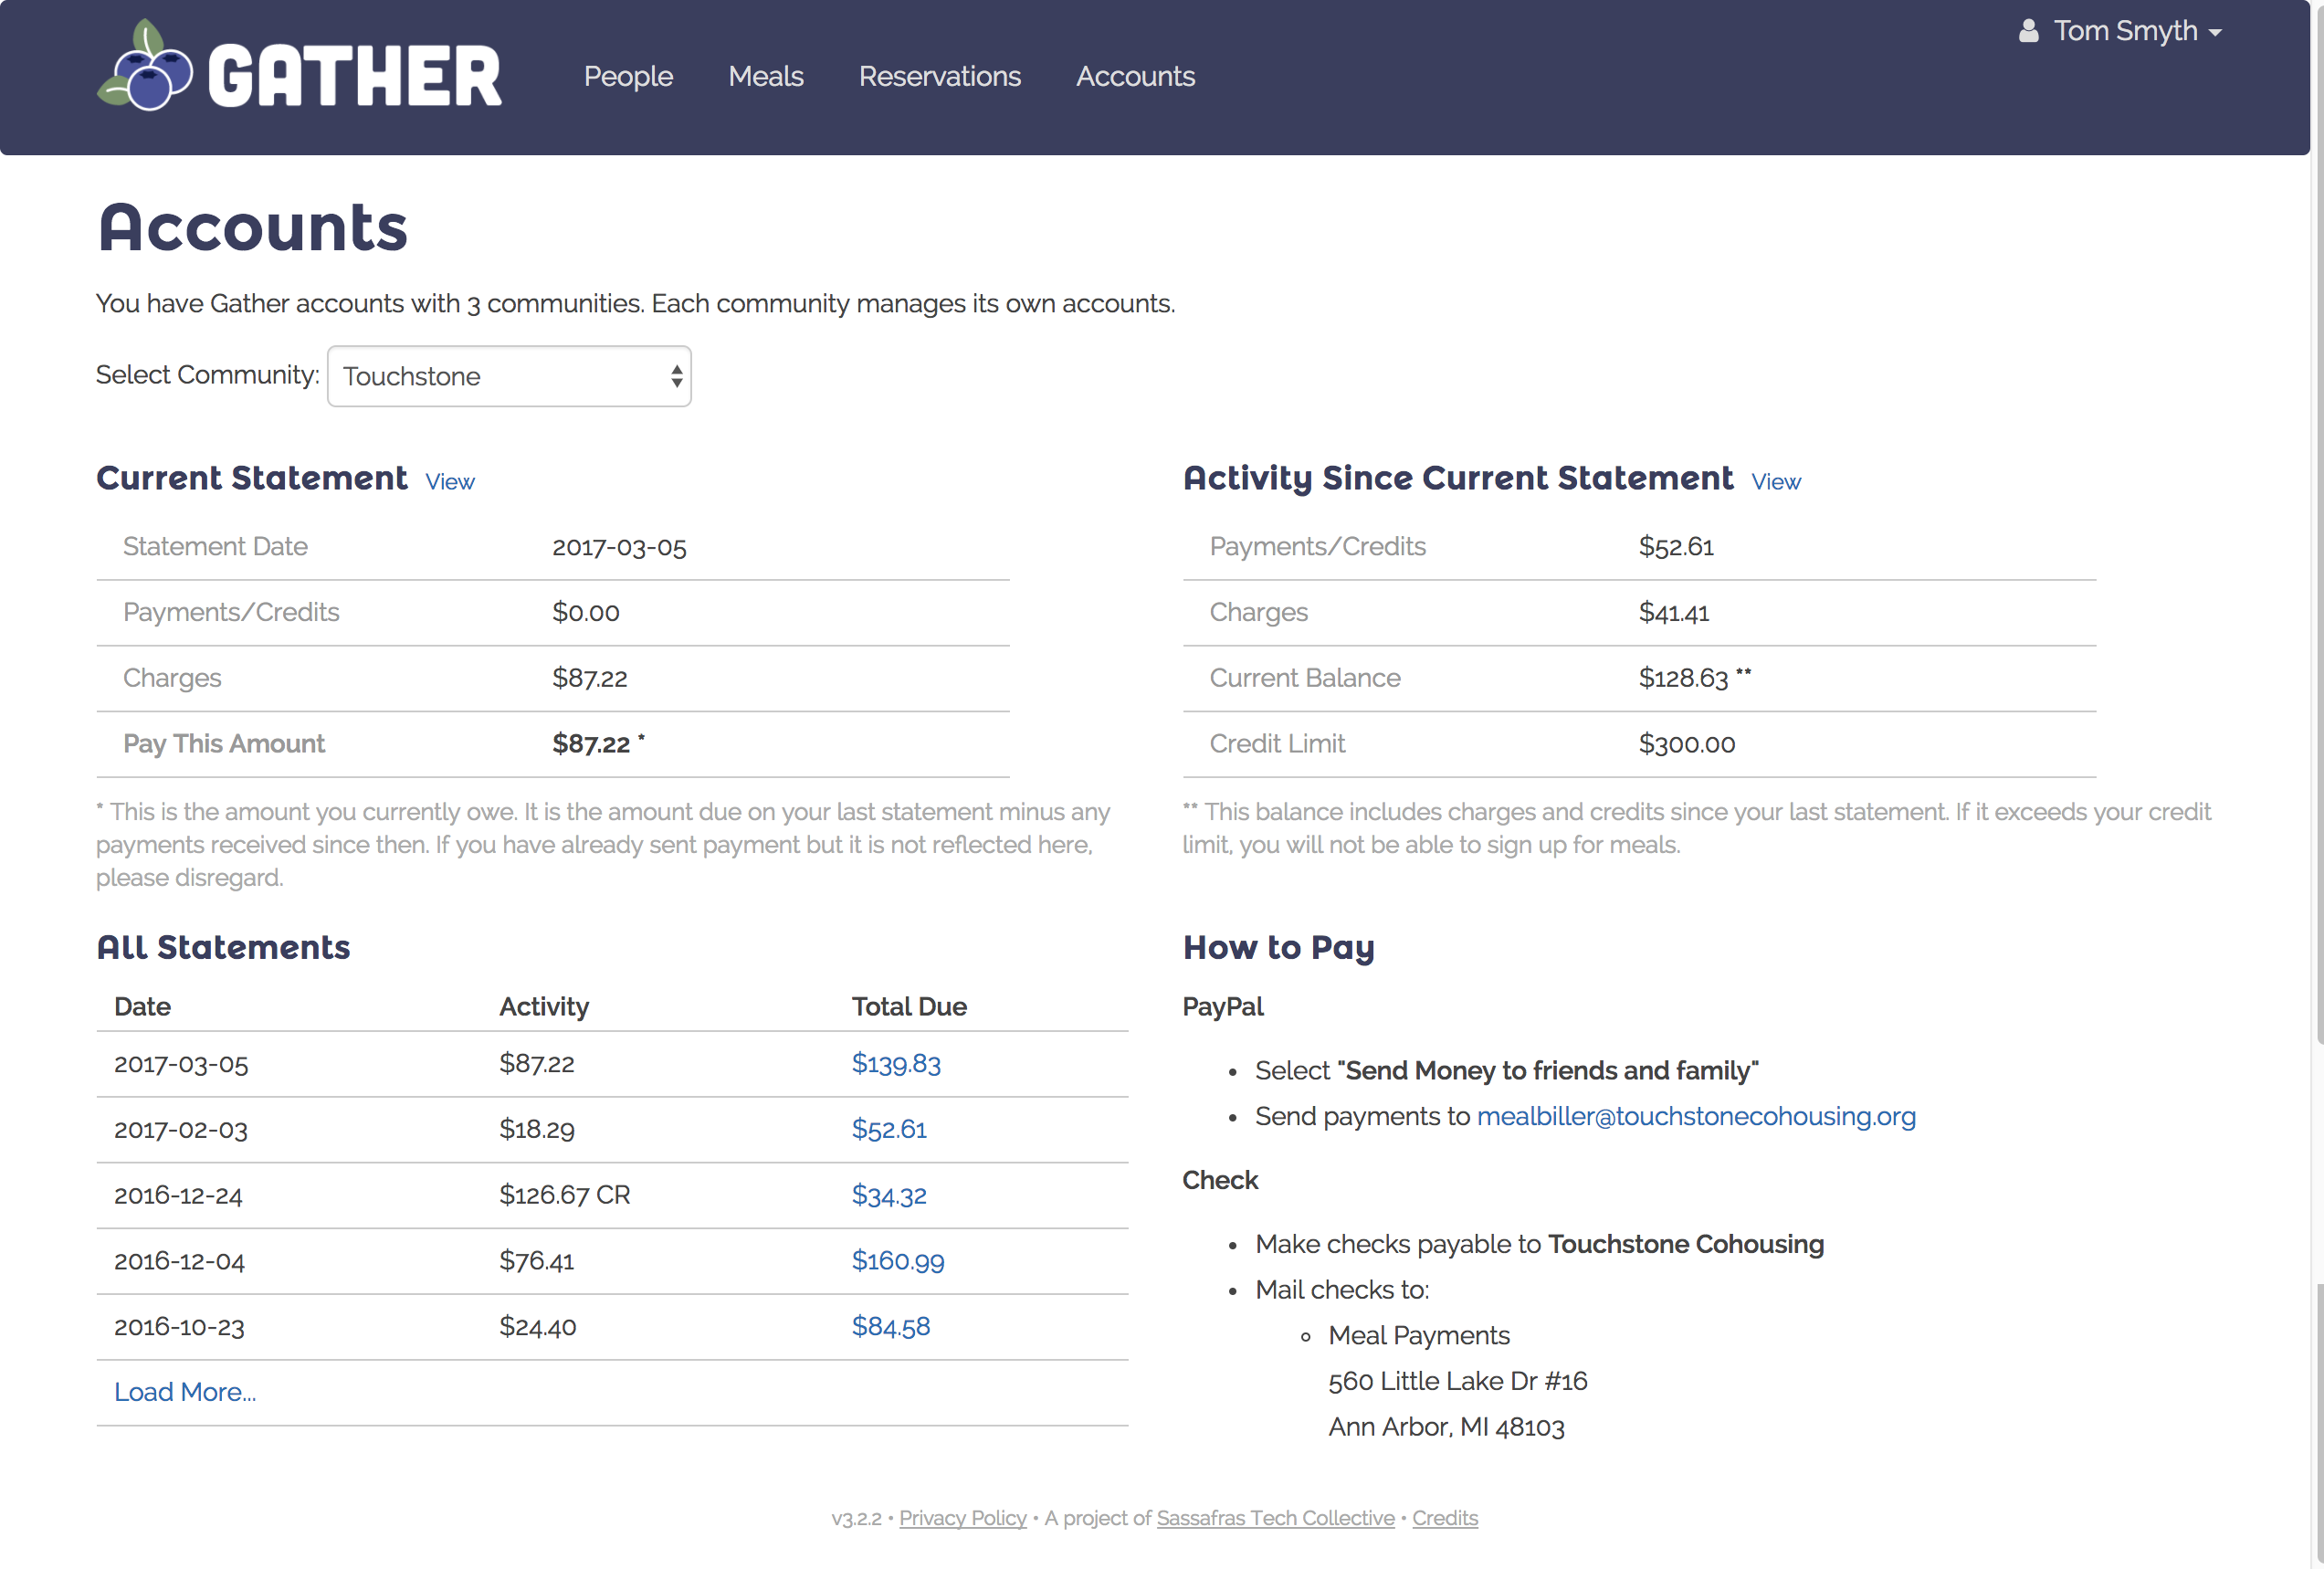 GATHER
People Meals Reservations Accounts
Tom Smyth
Accounts
You have Gather accounts with 3 communities. Each community manages its own accounts.
Select Community: Touchstone
Current Statement View
Statement Date 2017-03-05
Payments/Credits $0.00
Charges $87.22
Pay This Amount $87.22 *
* This is the amount you currently owe. It is the amount due on your last statement minus any
payments received since then. If you have already sent payment but it is not reflected here,
please disregard.
Activity Since Current Statement View
Payments/Credits $52.61
Charges $41.41
Current Balance $128.63 **
Credit Limit $300.00
** This balance includes charges and credits since your last statement. If it exceeds your credit
limit, you will not be able to sign up for meals.
All Statements
Date Activity Total Due
2017-03-05 $87.22 $139.83
2017-02-03 $18.29 $52.61
2016-12-24 $126.67 CR $34.32
2016-12-04 $76.41 $160.99
2016-10-23 $24.40 $84.58
Load More...
How to Pay
PayPal
• Select "Send Money to friends and family"
• Send payments to mealbiller@touchstonecohousing.org
Check
• Make checks payable to Touchstone Cohousing
• Mail checks to:
Meal Payments
560 Little Lake Dr #16
Ann Arbor, MI 48103
v3.2.2 • Privacy Policy • A project of Sassafras Tech Collective • Credits